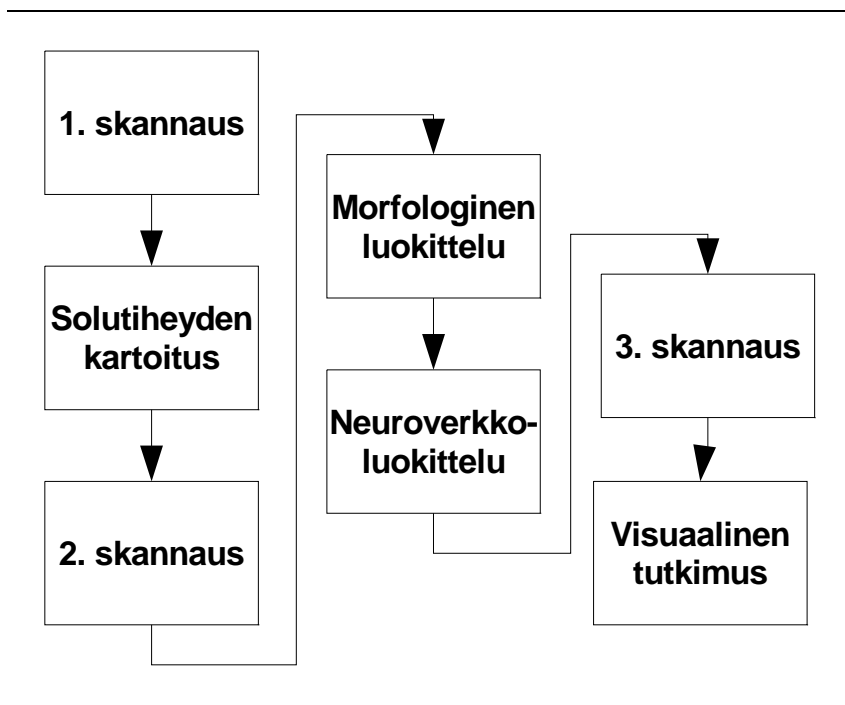 1. skannaus
Solutiheyden
kartoitus
2. skannaus
Morfologinen
luokittelu
Neuroverkko-
luokittelu
3. skannaus
Visuaalinen
tutkimus